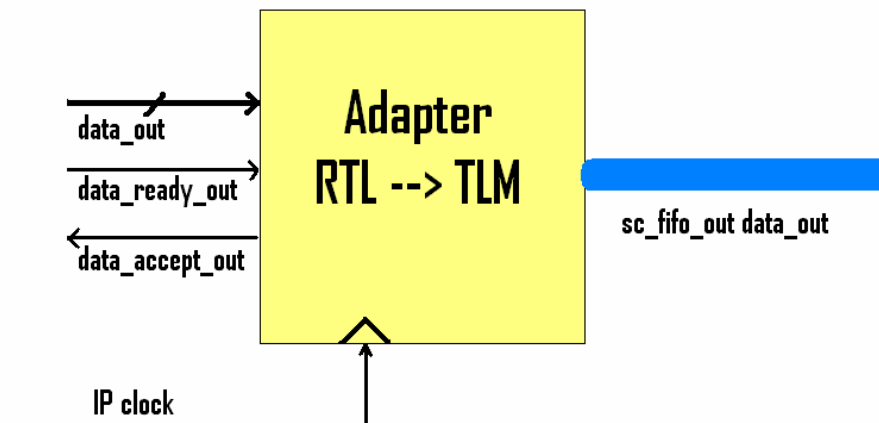 data_out
data_ready_out
data_accept_out
Adapter
RTL --> TLM
sc_fifo_out data_out
IP clock